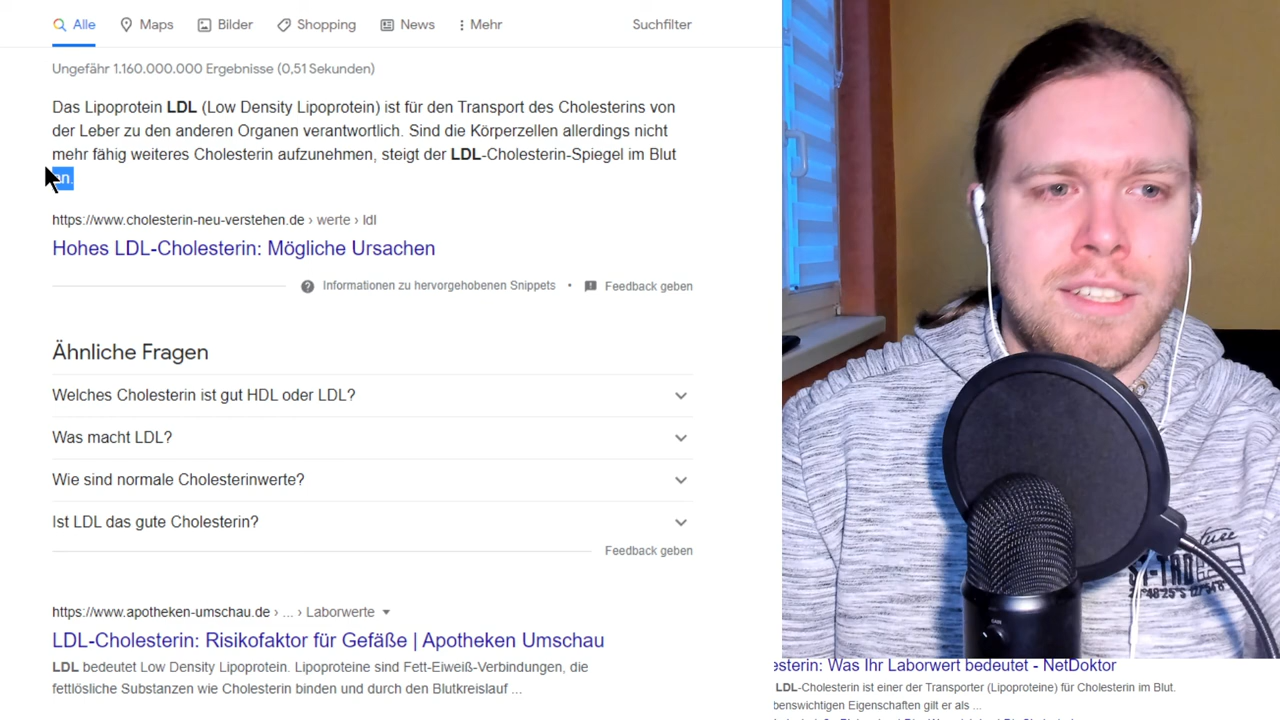 Alle Maps Bilder Shopping News Mehr Suchfilter
Ungefähr 1.160.000.000 Ergebnisse (0,51 Sekunden)
Das Lipoprotein LDL (Low Density Lipoprotein) ist für den Transport des Cholesterins von
der Leber zu den anderen Organen verantwortlich. Sind die Körperzellen allerdings nicht
mehr fähig weiteres Cholesterin aufzunehmen, steigt der LDL-Cholesterin-Spiegel im Blut
an.
https://www.cholesterin-neu-verstehen.de › werte › ldl
Hohes LDL-Cholesterin: Mögliche Ursachen
Informationen zu hervorgehobenen Snippets • Feedback geben
Ähnliche Fragen
Welches Cholesterin ist gut HDL oder LDL?
Was macht LDL?
Wie sind normale Cholesterinwerte?
Ist LDL das gute Cholesterin?
Feedback geben
https://www.apotheken-umschau.de › ... › Laborwerte
LDL-Cholesterin: Risikofaktor für Gefäße | Apotheken Umschau
LDL bedeutet Low Density Lipoprotein. Lipoproteine sind Fett-Eiweiß-Verbindungen, die
fettlösliche Substanzen wie Cholesterin binden und durch den Blutkreislauf ...
esterin: Was Ihr Laborwert bedeutet - NetDoktor
LDL-Cholesterin ist einer der Transporter (Lipoproteine) für Cholesterin im Blut.
benswichtigen Eigenschaften gilt er als ...